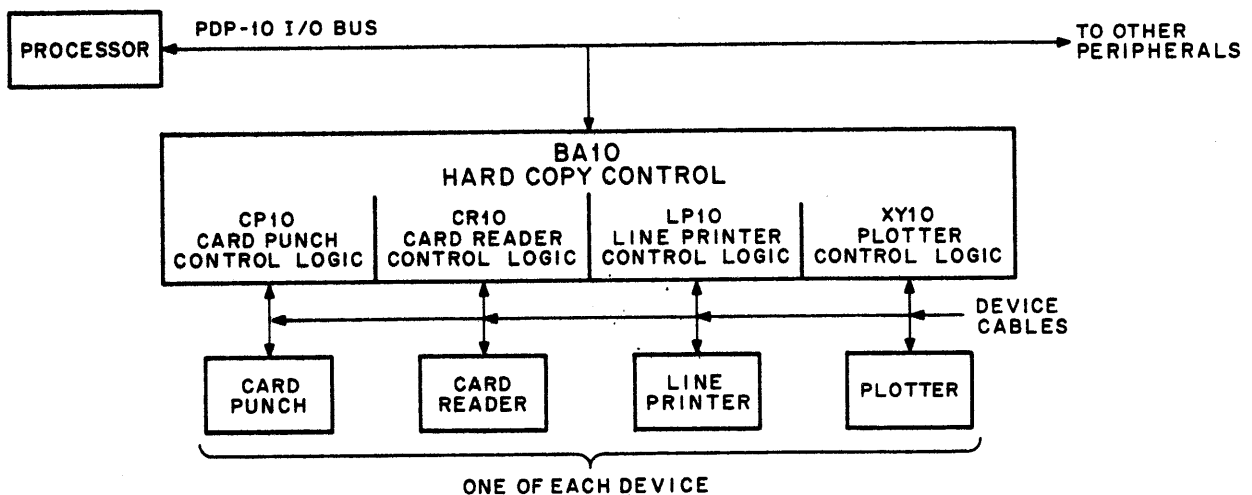 PDP-10 I/O BUS
PROCESSOR
TO OTHER
PERIPHERALS
BA10
HARD COPY CONTROL
CP10
CARD PUNCH
CONTROL LOGIC
CR10
CARD READER
CONTROL LOGIC
LP10
LINE PRINTER
CONTROL LOGIC
XY10
PLOTTER
CONTROL LOGIC
DEVICE
CABLES
CARD
PUNCH
CARD
READER
LINE
PRINTER
PLOTTER
ONE OF EACH DEVICE